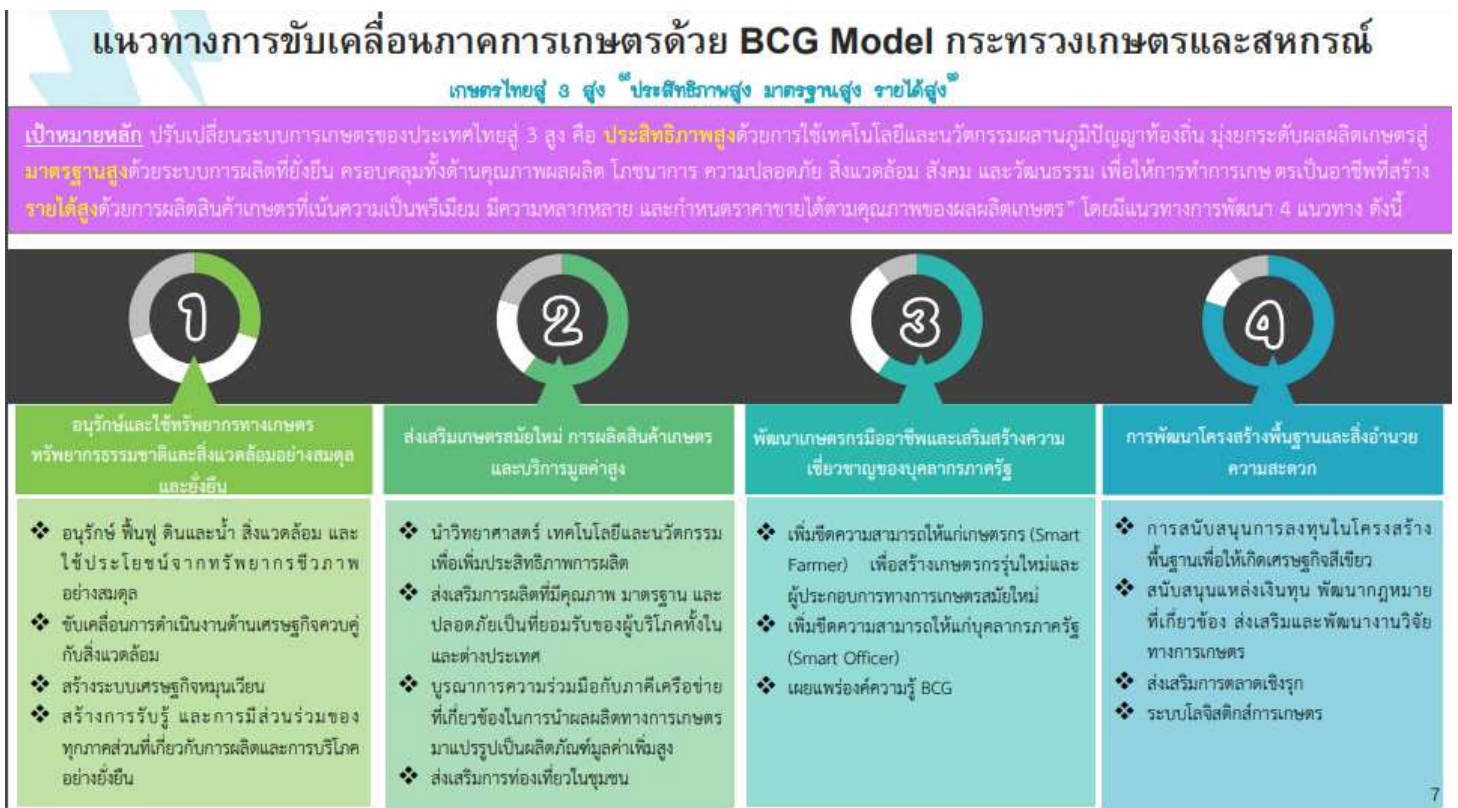 แนวทางการขับเคลื่อนภาคการเกษตรด้วย BCG Model กระทรวงเกษตรและสหกรณ์
เกษตรไทยสู่ 3 สูง “ประสิทธิภาพสูง มาตรฐานสูง รายได้สูง”
เป้าหมายหลัก ปรับเปลี่ยนระบบการเกษตรของประเทศไทยสู่ 3 สูง คือ ประสิทธิภาพสูงด้วยการใช้เทคโนโลยีและนวัตกรรมผสานภูมิปัญญาท้องถิ่น มุ่งยกระดับผลผลิตเกษตรสู่
มาตรฐานสูงด้วยระบบการผลิตที่ยั่งยืน ครอบคลุมทั้งด้านคุณภาพผลผลิต โภชนาการ ความปลอดภัย สิ่งแวดล้อม สังคม และวัฒนธรรม เพื่อให้การทำการเกษตรเป็นอาชีพที่สร้าง
รายได้สูงด้วยการผลิตสินค้าเกษตรที่เน้นความเป็นพรีเมียม มีความหลากหลาย และกำหนดราคาขายได้ตามคุณภาพของผลผลิตเกษตร” โดยมีแนวทางการพัฒนา 4 แนวทาง ดังนี้
1
อนุรักษ์และใช้ทรัพยากรทางเกษตร
ทรัพยากรธรรมชาติและสิ่งแวดล้อมอย่างสมดุล
และยั่งยืน
❖ อนุรักษ์ ฟื้นฟู ดินและน้ำ สิ่งแวดล้อม และ
ใช้ประโยชน์จากทรัพยากรชีวภาพ
อย่างสมดุล
❖ ขับเคลื่อนการดำเนินงานด้านเศรษฐกิจควบคู่
กับสิ่งแวดล้อม
❖ สร้างระบบเศรษฐกิจหมุนเวียน
❖ สร้างการรับรู้ และการมีส่วนร่วมของ
ทุกภาคส่วนที่เกี่ยวกับการผลิตและการบริโภค
อย่างยั่งยืน
2
ส่งเสริมเกษตรสมัยใหม่ การผลิตสินค้าเกษตร
และบริการมูลค่าสูง
❖ นำวิทยาศาสตร์ เทคโนโลยีและนวัตกรรม
เพื่อเพิ่มประสิทธิภาพการผลิต
❖ ส่งเสริมการผลิตที่มีคุณภาพ มาตรฐาน และ
ปลอดภัยเป็นที่ยอมรับของผู้บริโภคทั้งใน
และต่างประเทศ
❖ บูรณาการความร่วมมือกับภาคีเครือข่าย
ที่เกี่ยวข้องในการนำผลผลิตทางการเกษตร
มาแปรรูปเป็นผลิตภัณฑ์มูลค่าเพิ่มสูง
❖ ส่งเสริมการท่องเที่ยวในชุมชน
3
พัฒนาเกษตรกรมืออาชีพและเสริมสร้างความ
เชี่ยวชาญของบุคลากรภาครัฐ
❖ เพิ่มขีดความสามารถให้แก่เกษตรกร (Smart
Farmer) เพื่อสร้างเกษตรกรรุ่นใหม่และ
ผู้ประกอบการทางการเกษตรสมัยใหม่
❖ เพิ่มขีดความสามารถให้แก่บุคลากรภาครัฐ
(Smart Officer)
❖ เผยแพร่องค์ความรู้ BCG
4
การพัฒนาโครงสร้างพื้นฐานและสิ่งอำนวย
ความสะดวก
❖ การสนับสนุนการลงทุนในโครงสร้าง
พื้นฐานเพื่อให้เกิดเศรษฐกิจสีเขียว
❖ สนับสนุนแหล่งเงินทุน พัฒนากฎหมาย
ที่เกี่ยวข้อง ส่งเสริมและพัฒนางานวิจัย
ทางการเกษตร
❖ ส่งเสริมการตลาดเชิงรุก
❖ ระบบโลจิสติกส์การเกษตร
7